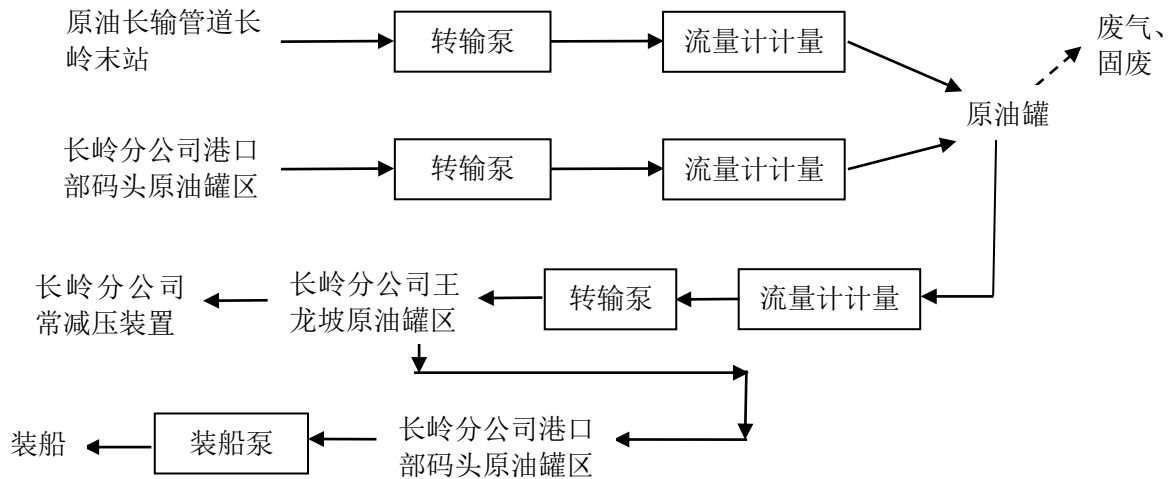 原油长输管道长
岭末站
转输泵
流量计计量
废气、
固废
原油罐
长岭分公司港口
部码头原油罐区
转输泵
流量计计量
长岭分公司
常减压装置
长岭分公司王
龙坡原油罐区
转输泵
流量计计量
装船
装船泵
长岭分公司港口
部码头原油罐区